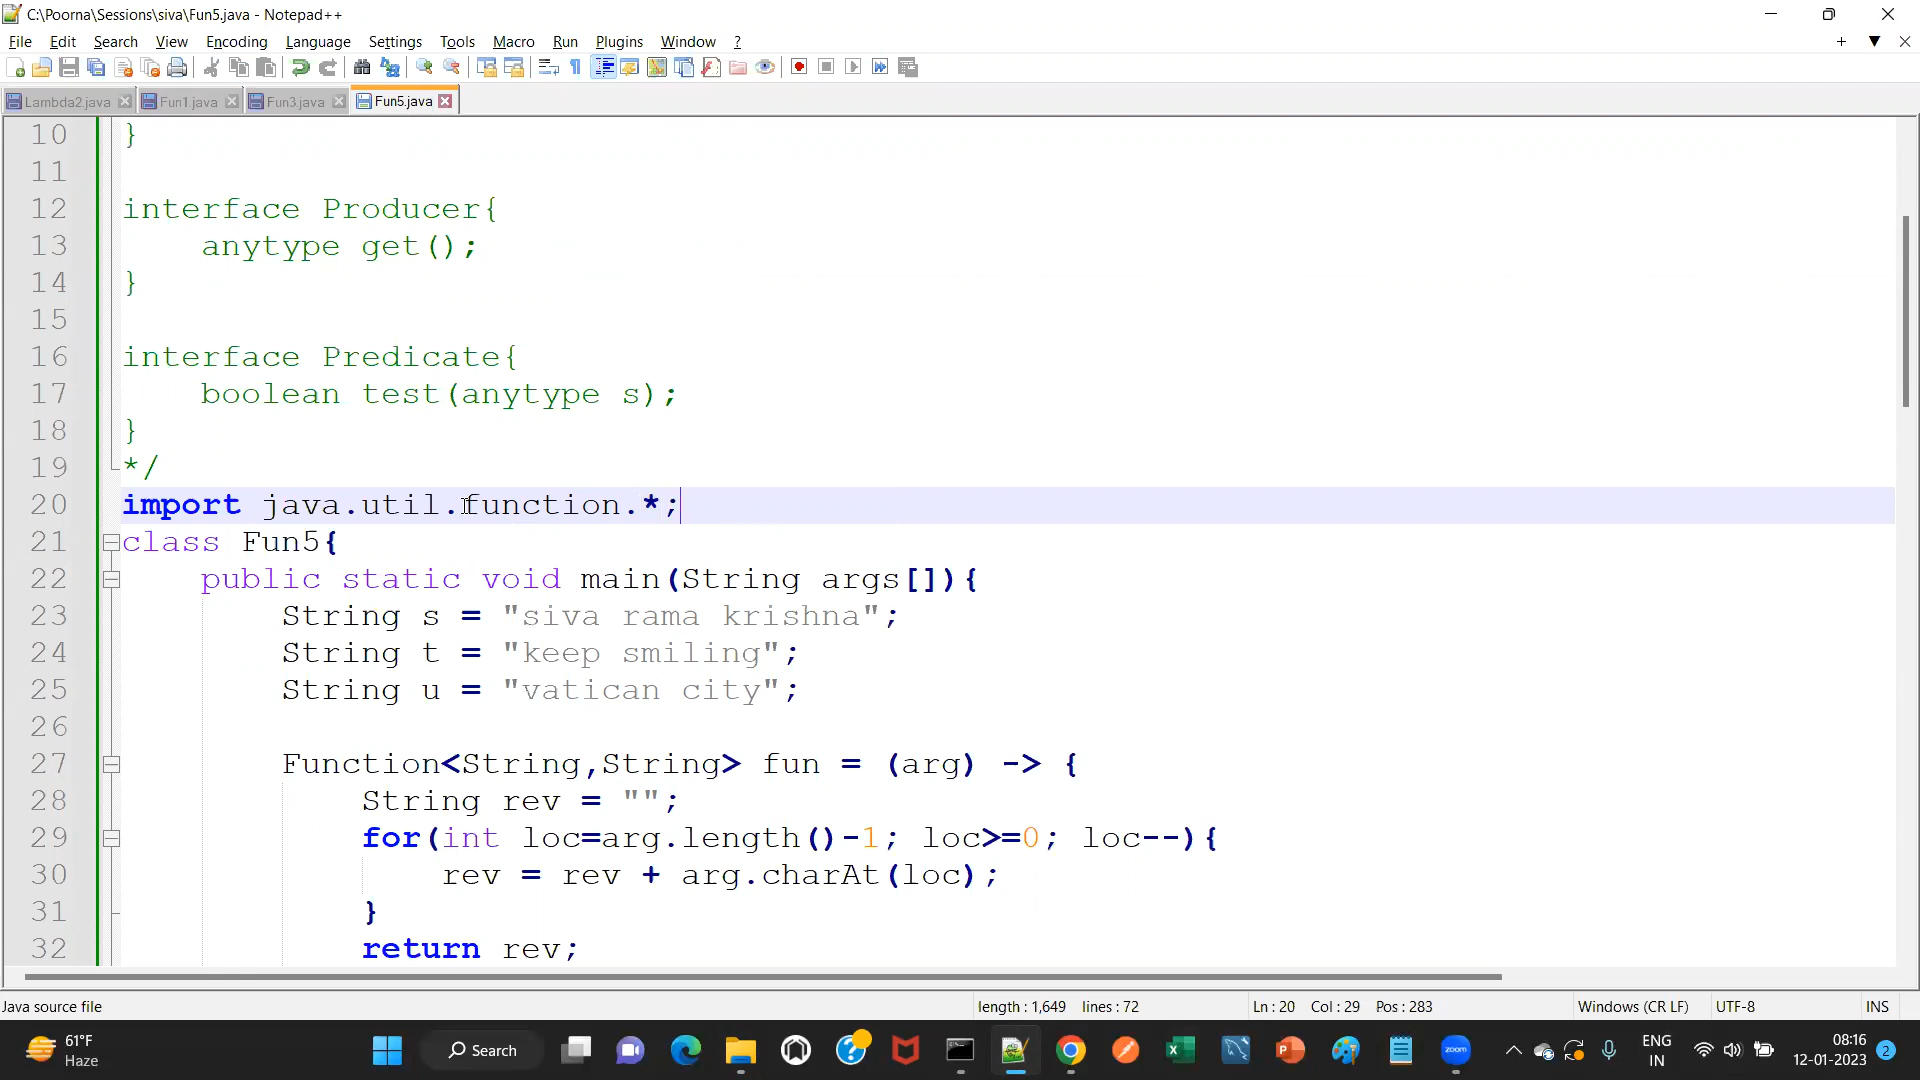 C:\Poorna\Sessions\siva\Fun5.java - Notepad++
File Edit Search View Encoding Language Settings Tools Macro Run Plugins Window ?
Lambda2.java Fun1.java Fun3.java Fun5.java
10 }
11
12 interface Producer{
13 anytype get();
14 }
15
16 interface Predicate{
17 boolean test(anytype s);
18 }
19 */
20 import java.util.function.*;
21 class Fun5{
22 public static void main(String args[]){
23 String s = "siva rama krishna";
24 String t = "keep smiling";
25 String u = "vatican city";
26
27 Function<String,String> fun = (arg) -> {
28 String rev = "";
29 for(int loc=arg.length()-1; loc>=0; loc--){
30 rev = rev + arg.charAt(loc);
31 }
32 return rev;
Java source file length : 1,649 lines : 72 Ln : 20 Col : 29 Pos : 283 Windows (CR LF) UTF-8 INS
61°F
Haze
Search
zoom
ENG
IN
08:16
12-01-2023
2